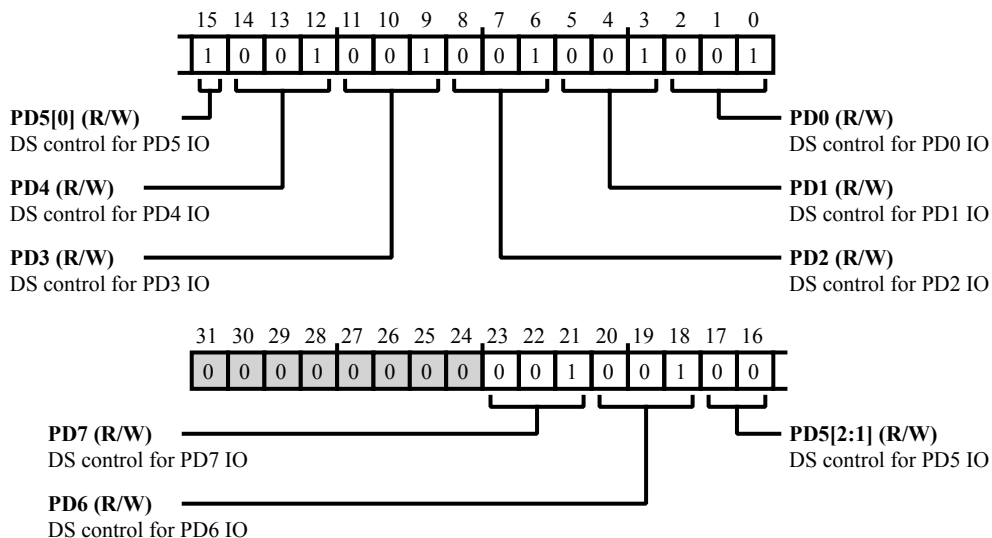 15 14 13 12 11 10 9 8 7 6 5 4 3 2 1 0
1 0 0 1 0 0 1 0 0 1 0 0 1 0 0 1
PD5[0] (R/W)
DS control for PD5 IO
PD4 (R/W)
DS control for PD4 IO
PD3 (R/W)
DS control for PD3 IO
PD0 (R/W)
DS control for PD0 IO
PD1 (R/W)
DS control for PD1 IO
PD2 (R/W)
DS control for PD2 IO
31 30 29 28 27 26 25 24 23 22 21 20 19 18 17 16
0 0 0 0 0 0 0 0 0 0 1 0 0 1 0 0
PD7 (R/W)
DS control for PD7 IO
PD6 (R/W)
DS control for PD6 IO
PD5[2:1] (R/W)
DS control for PD5 IO